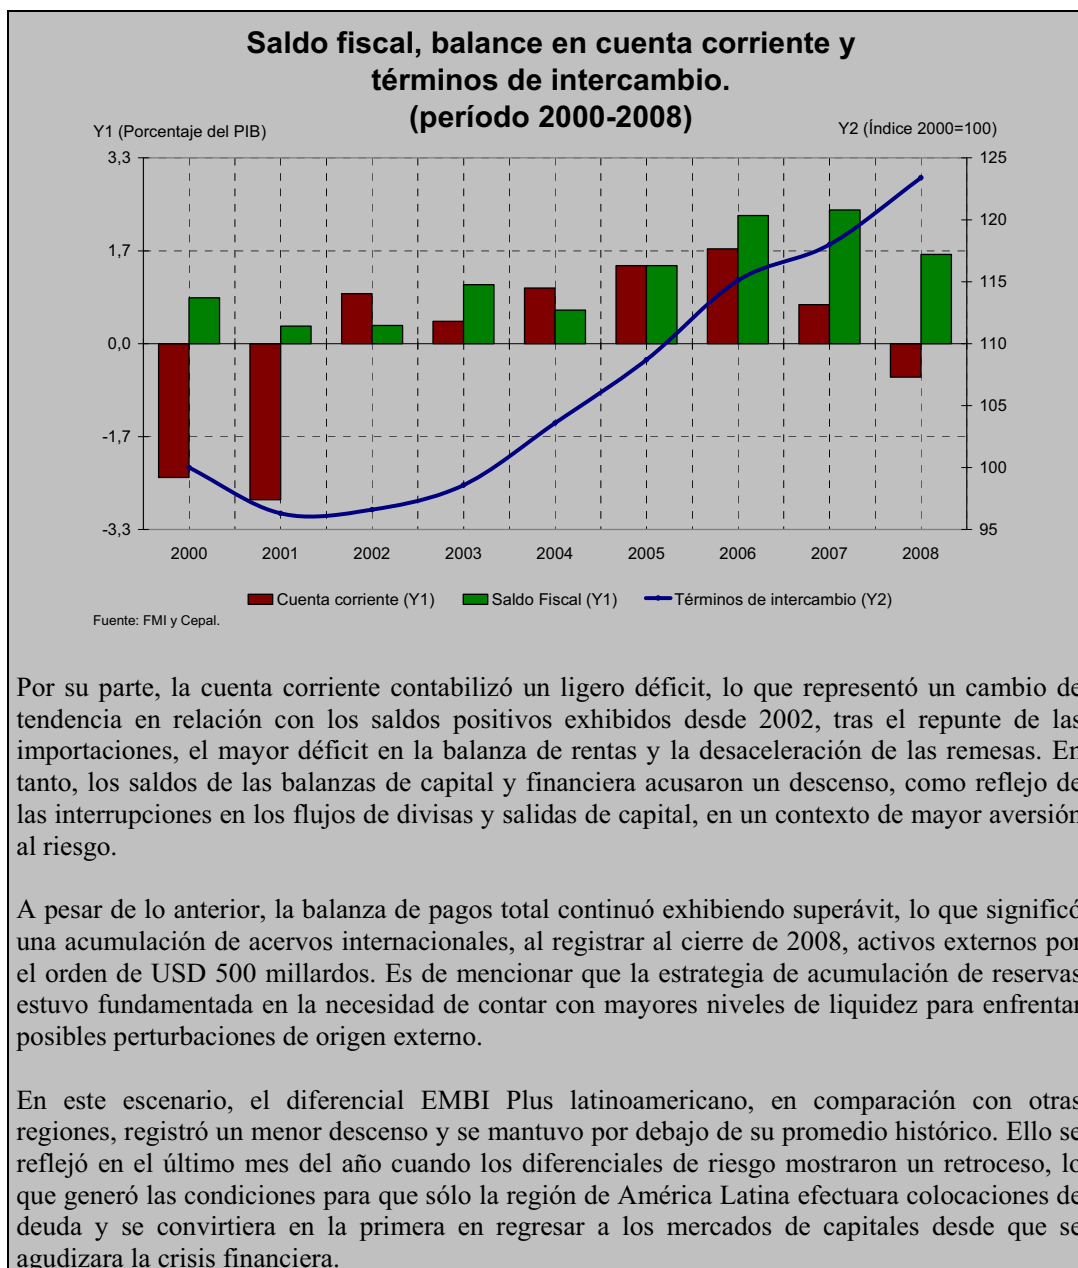 Saldo fiscal, balance en cuenta corriente y
términos de intercambio.
(período 2000-2008)
Y1 (Porcentaje del PIB)
Y2 (Índice 2000=100)
3,3
1,7
0,0
-1,7
-3,3
125
120
115
110
105
100
95
2000 2001 2002 2003 2004 2005 2006 2007 2008
Cuenta corriente (Y1) Saldo Fiscal (Y1) Términos de intercambio (Y2)
Fuente: FMI y Cepal.
Por su parte, la cuenta corriente contabilizó un ligero déficit, lo que representó un cambio de
tendencia en relación con los saldos positivos exhibidos desde 2002, tras el repunte de las
importaciones, el mayor déficit en la balanza de rentas y la desaceleración de las remesas. En
tanto, los saldos de las balanzas de capital y financiera acusaron un descenso, como reflejo de
las interrupciones en los flujos de divisas y salidas de capital, en un contexto de mayor aversión
al riesgo.
A pesar de lo anterior, la balanza de pagos total continuó exhibiendo superávit, lo que significó
una acumulación de acervos internacionales, al registrar al cierre de 2008, activos externos por
el orden de USD 500 millardos. Es de mencionar que la estrategia de acumulación de reservas
estuvo fundamentada en la necesidad de contar con mayores niveles de liquidez para enfrentar
posibles perturbaciones de origen externo.
En este escenario, el diferencial EMBI Plus latinoamericano, en comparación con otras
regiones, registró un menor descenso y se mantuvo por debajo de su promedio histórico. Ello se
reflejó en el último mes del año cuando los diferenciales de riesgo mostraron un retroceso, lo
que generó las condiciones para que sólo la región de América Latina efectuara colocaciones de
deuda y se convirtiera en la primera en regresar a los mercados de capitales desde que se
agudizara la crisis financiera.